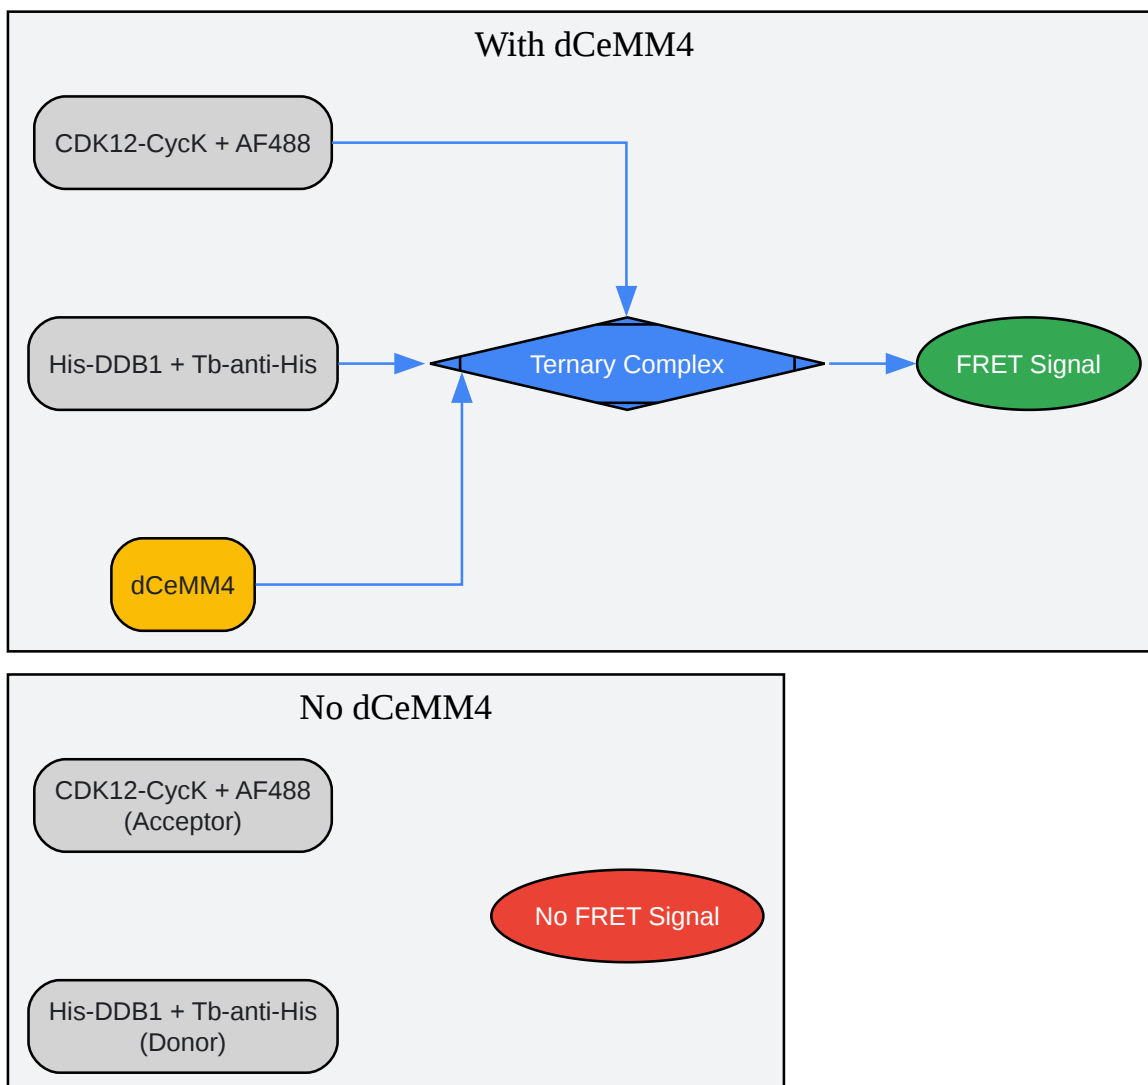 With dCeMM4
CDK12-CycK + AF488
His-DDB1 + Tb-anti-His
Ternary Complex
FRET Signal
dCeMM4
No dCeMM4
CDK12-CycK + AF488
(Acceptor)
No FRET Signal
His-DDB1 + Tb-anti-His
(Donor)